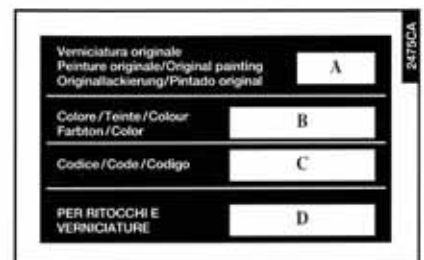 Verniciatura originale
Peinture originale/Original painting
Originallackierung/Pintado original
A
Colore/Teinte/Colour
Farbton/Color
B
Codice/Code/Codigo
C
PER RITOCCHI E
VERNICIATURE
D
2475CA